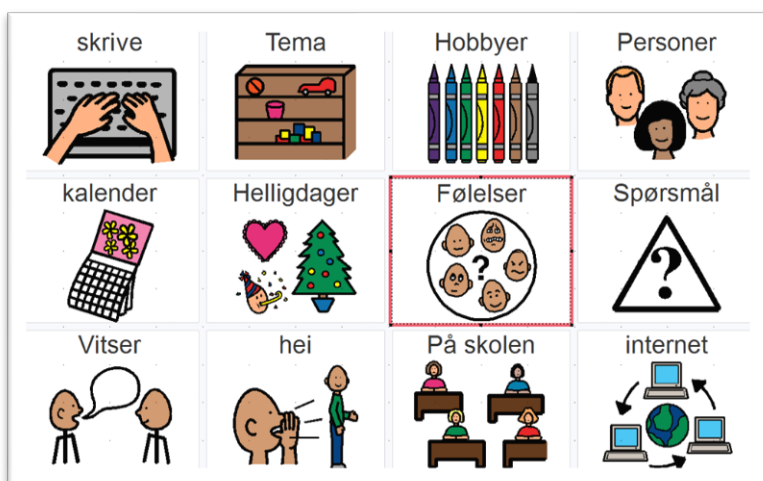 skrive
Tema
Hobbyer
Personer
kalender
Helligdager
Følelser
?
Spørsmål
?
Vitser
hei
På skolen
internet